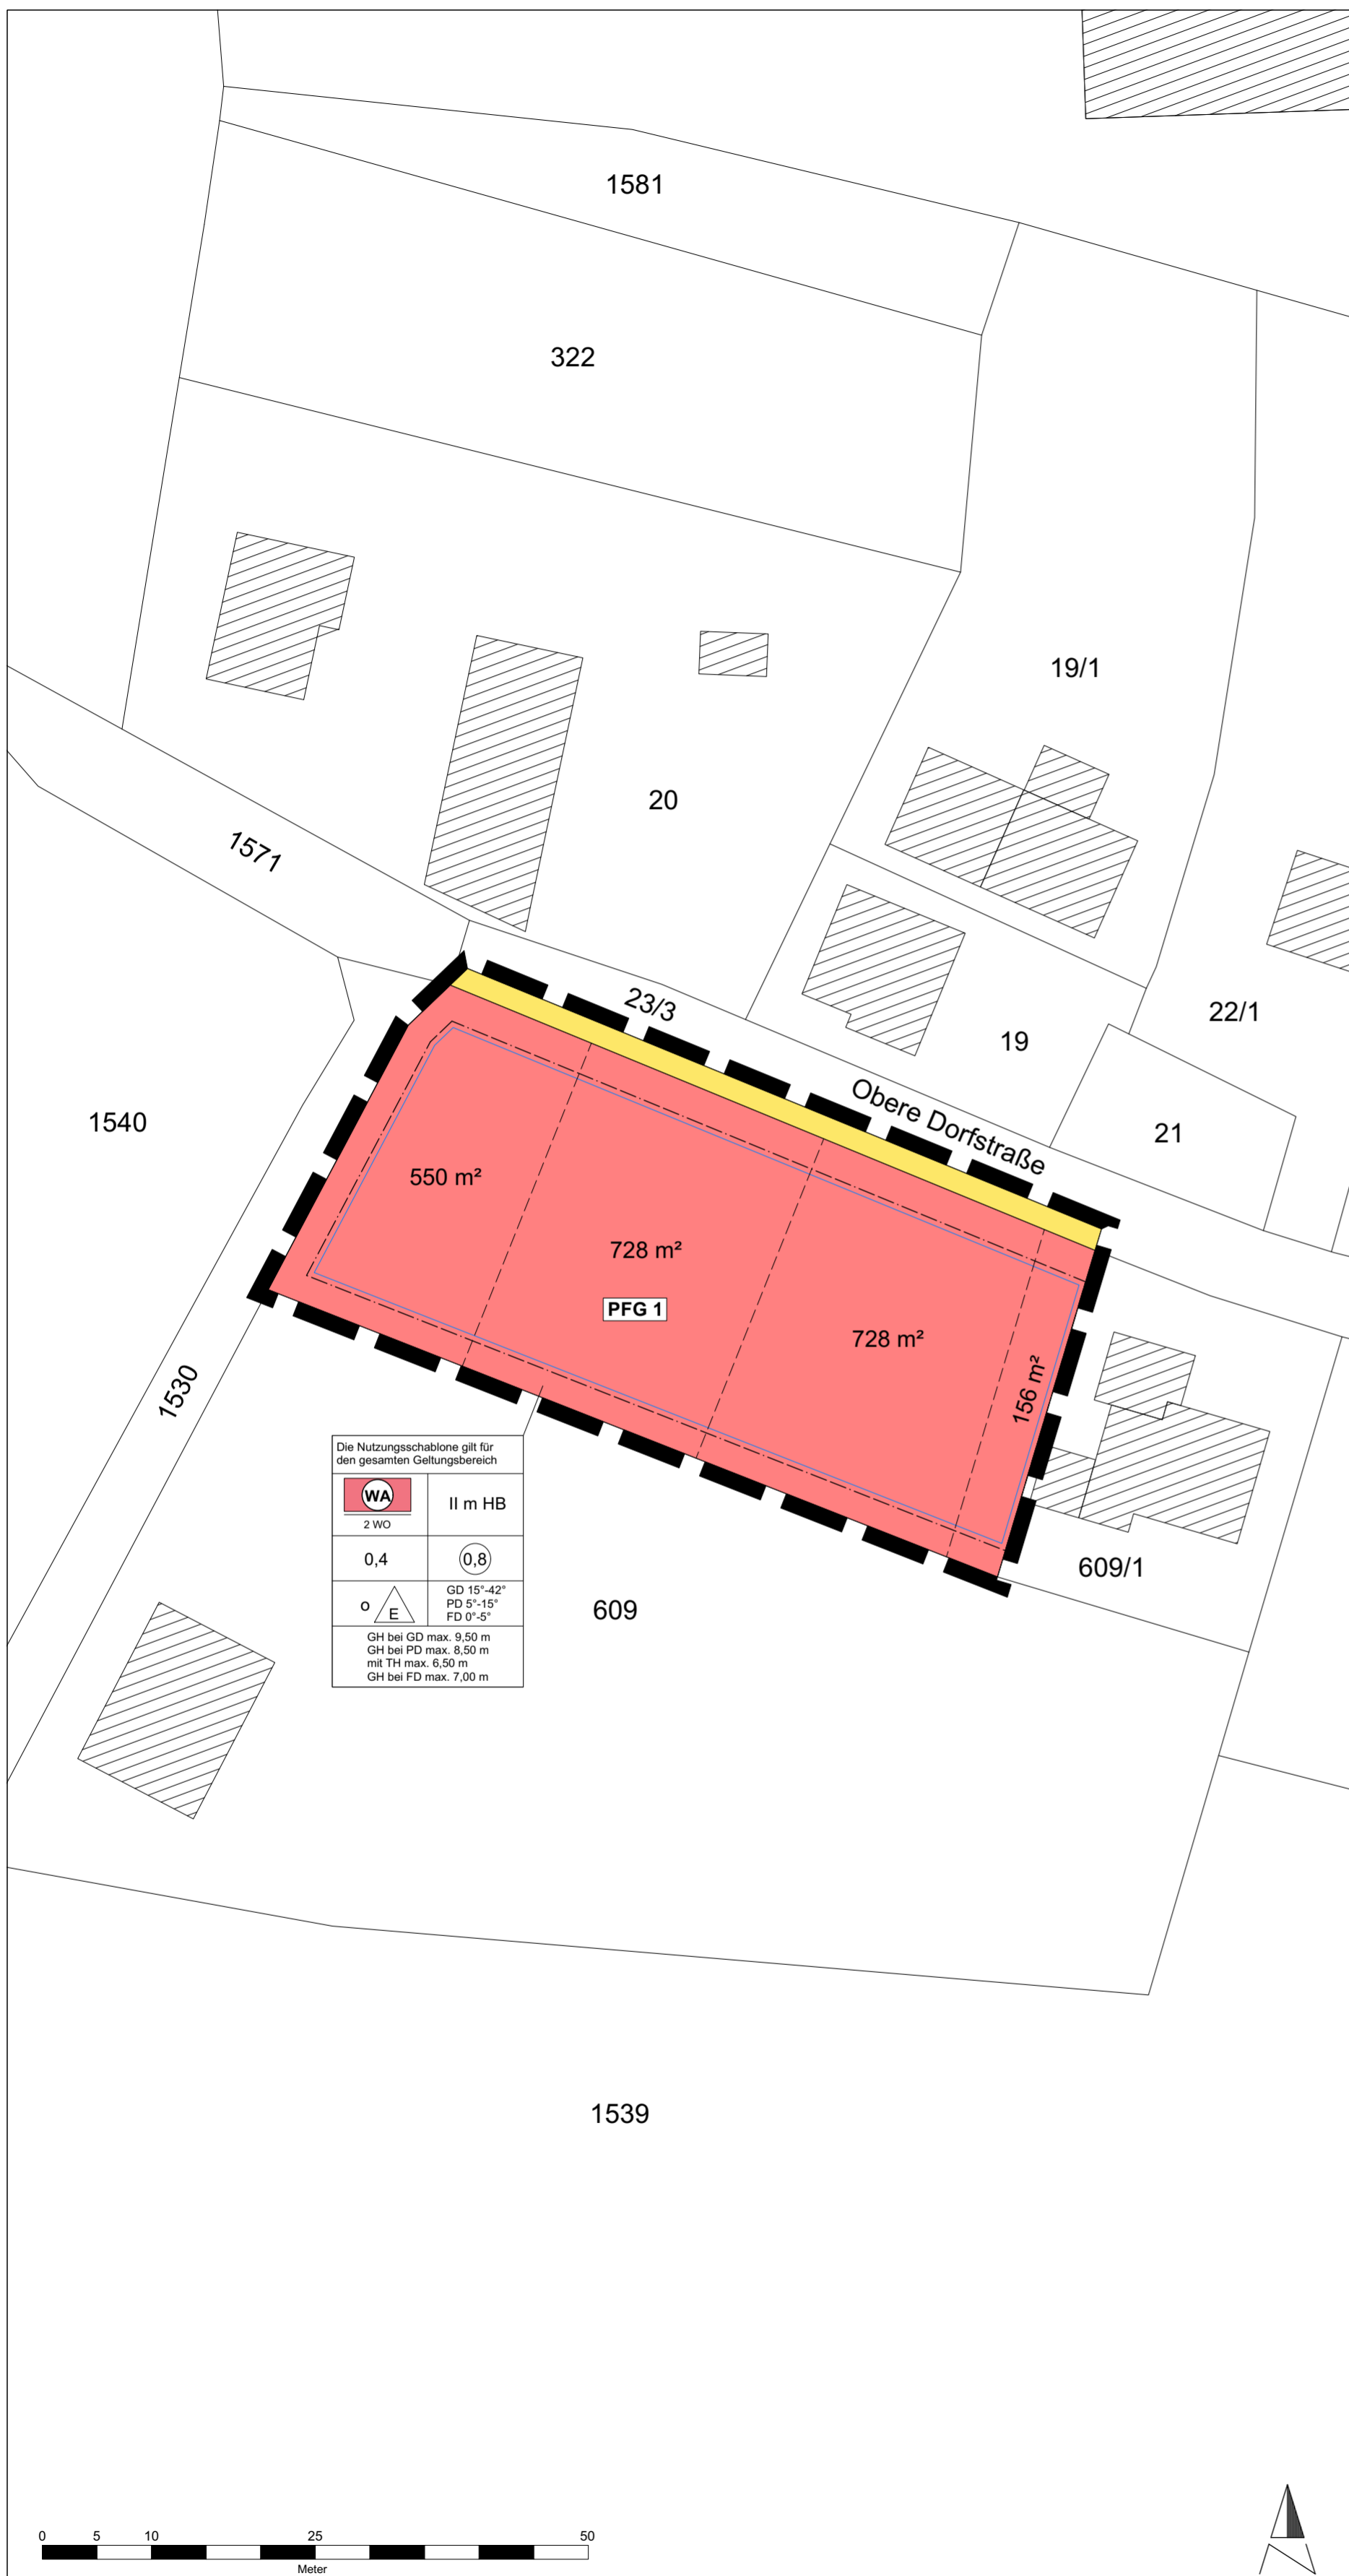 1581
322
19/1
20
1571
23/3
22/1
19
Obere Dorfstraße
21
1540
550 m²
728 m²
PFG 1
728 m²
156 m²
1530
Die Nutzungsschablone gilt für
den gesamten Geltungsbereich
WA
2 WO
II m HB
0,4
0,8
o
E
GD 15°-42°
PD 5°-15°
FD 0°-5°
GH bei GD max. 9,50 m
GH bei PD max. 8,50 m
mit TH max. 6,50 m
GH bei FD max. 7,00 m
609/1
609
1539
0 5 10 25 50
Meter
N